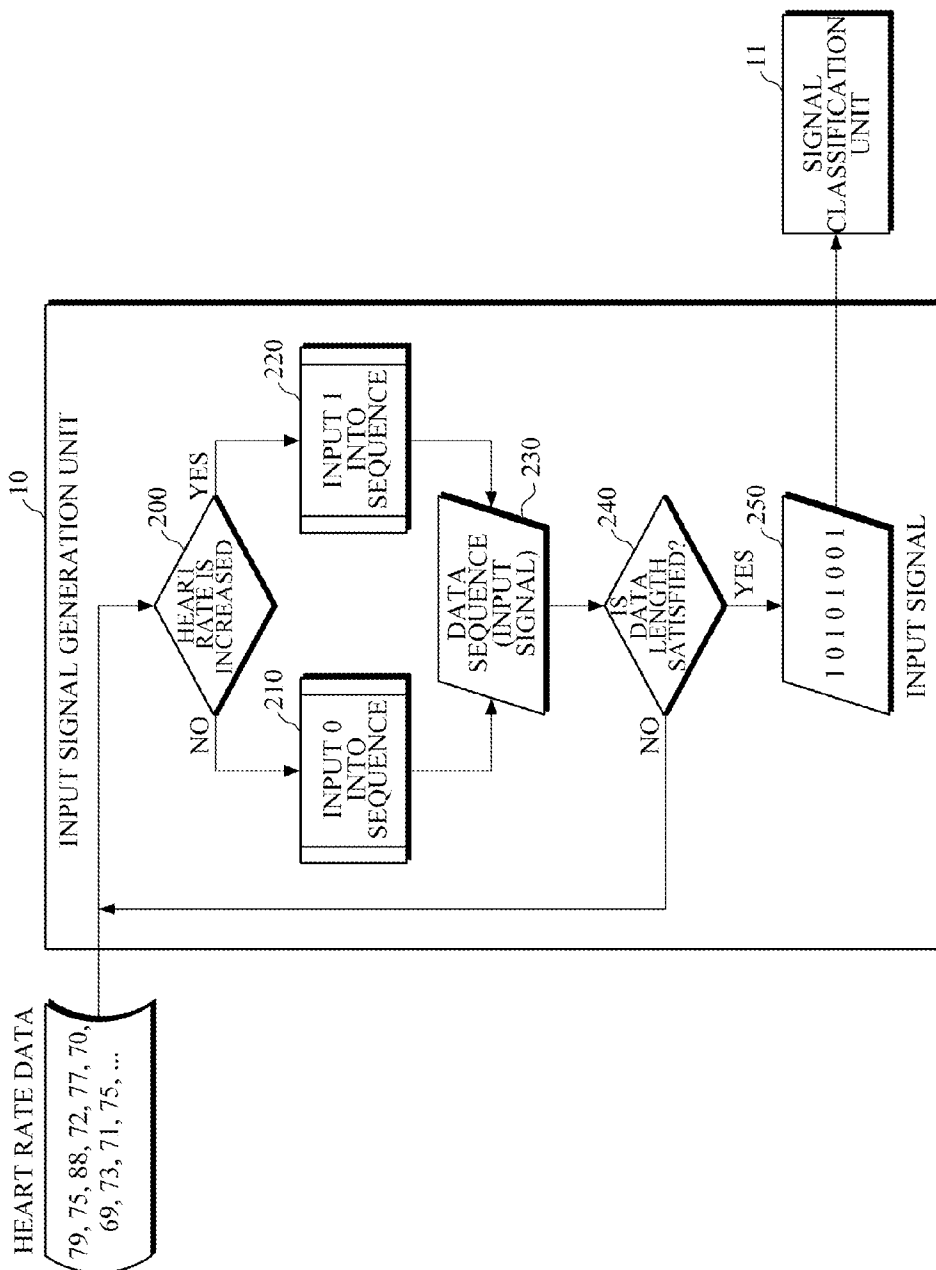 HEART RATE DATA
79, 75, 88, 72, 77, 70,
69, 73, 71, 75, ...
10
INPUT SIGNAL GENERATION UNIT
200
HEART
RATE IS
INCREASED
NO
YES
210
INPUT 0
INTO
SEQUENCE
220
INPUT 1
INTO
SEQUENCE
230
DATA
SEQUENCE
(INPUT
SIGNAL)
240
IS
DATA
LENGTH
SATISFIED?
NO
YES
250
1 0 1 0 1 0 0 1
INPUT SIGNAL
11
SIGNAL
CLASSIFICATION
UNIT